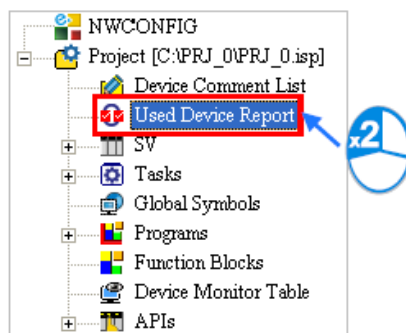 NWCONFIG
Project [C:\PRJ_0\PRJ_0.isp]
Device Comment List
Used Device Report
x2
SV
Tasks
Global Symbols
Programs
Function Blocks
Device Monitor Table
APIs